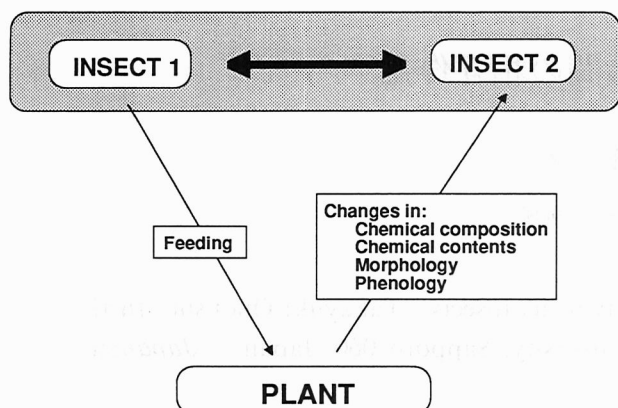 INSECT 1
INSECT 2
Feeding
Changes in:
Chemical composition
Chemical contents
Morphology
Phenology
PLANT